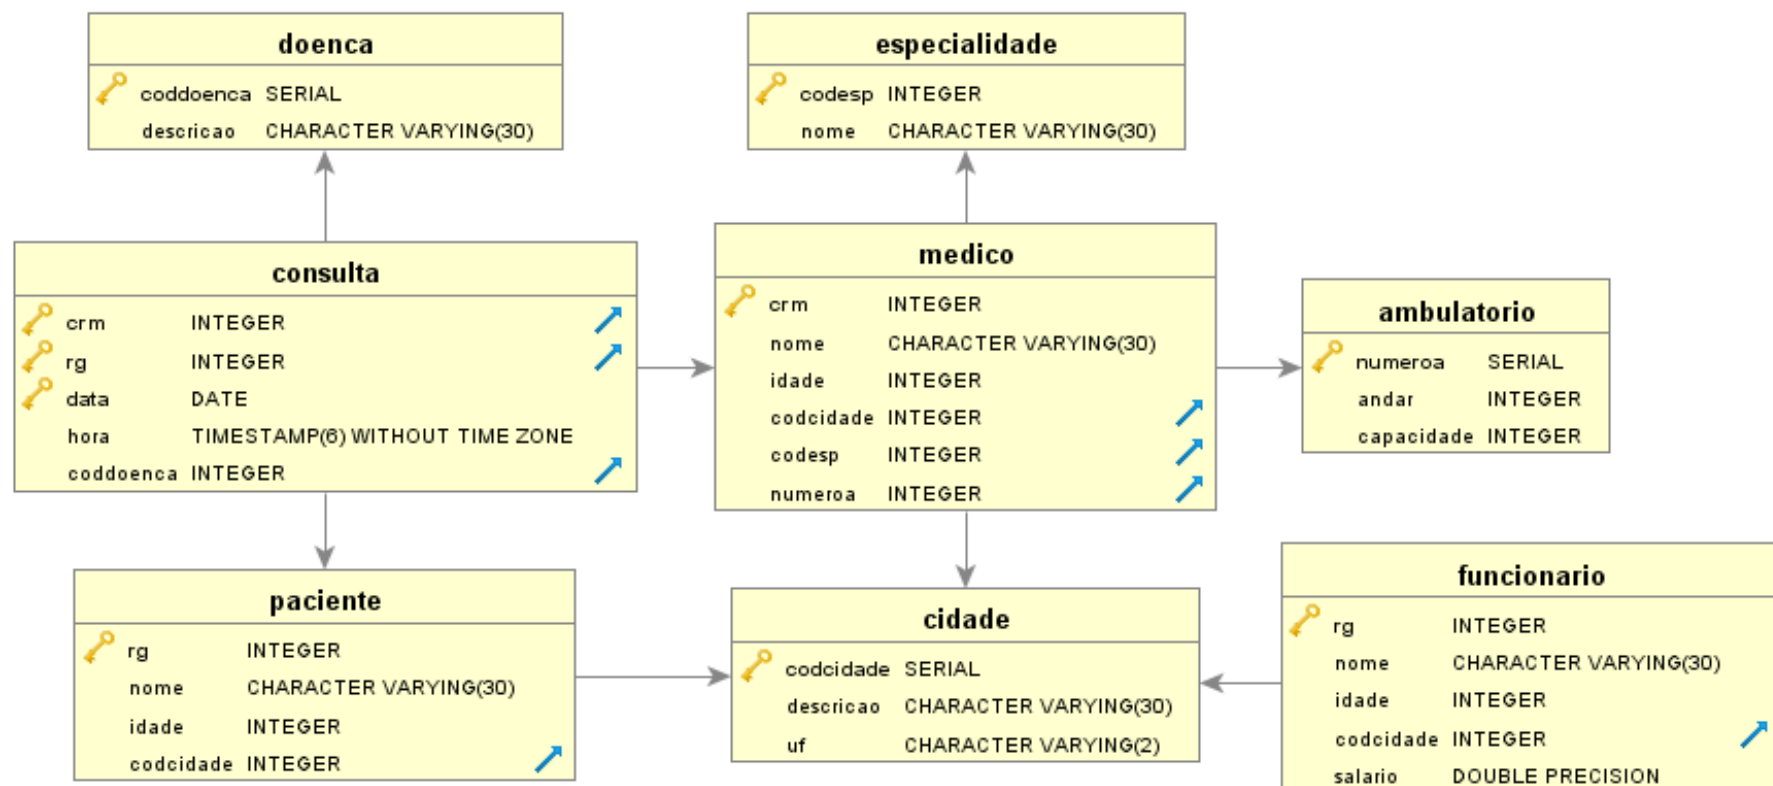 doenca
coddoenca SERIAL
descricao CHARACTER VARYING(30)
especialidade
codesp INTEGER
nome CHARACTER VARYING(30)
consulta
crm INTEGER
rg INTEGER
data DATE
hora TIMESTAMP(6) WITHOUT TIME ZONE
coddoenca INTEGER
medico
crm INTEGER
nome CHARACTER VARYING(30)
idade INTEGER
codcidade INTEGER
codesp INTEGER
numeroa INTEGER
ambulatorio
numeroa SERIAL
andar INTEGER
capacidade INTEGER
paciente
rg INTEGER
nome CHARACTER VARYING(30)
idade INTEGER
codcidade INTEGER
cidade
codcidade SERIAL
descricao CHARACTER VARYING(30)
uf CHARACTER VARYING(2)
funcionario
rg INTEGER
nome CHARACTER VARYING(30)
idade INTEGER
codcidade INTEGER
salario DOUBLE PRECISION